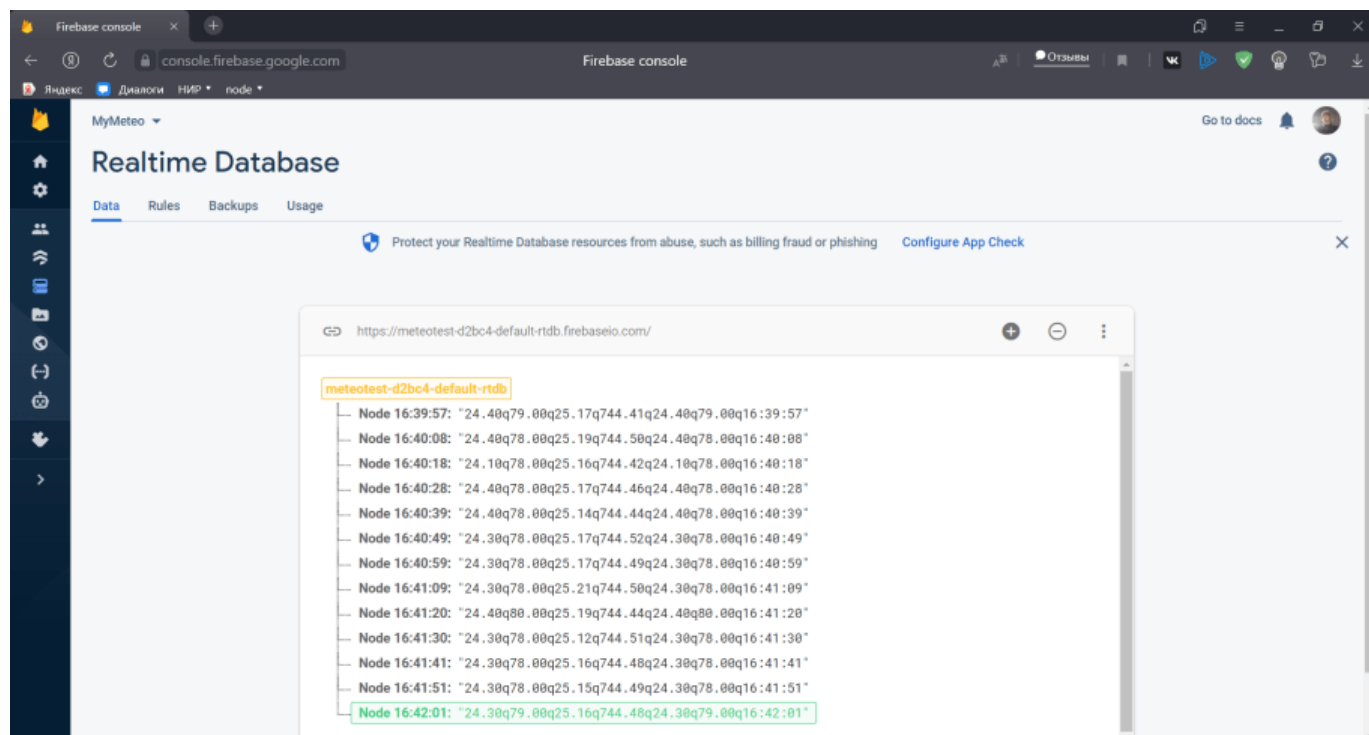 Firebase console
console.firebase.google.com Firebase console Отзывы
Яндекс Диалоги НИР node
MyMeteo Go to docs
Realtime Database
Data Rules Backups Usage
Protect your Realtime Database resources from abuse, such as billing fraud or phishing Configure App Check
https://meteotest-d2bc4-default-rtdb.firebaseio.com/
meteotest-d2bc4-default-rtdb
Node 16:39:57: "24.40q79.00q25.17q744.41q24.40q79.00q16:39:57"
Node 16:40:08: "24.40q78.00q25.19q744.50q24.40q78.00q16:40:08"
Node 16:40:18: "24.10q78.00q25.16q744.42q24.10q78.00q16:40:18"
Node 16:40:28: "24.40q78.00q25.17q744.46q24.40q78.00q16:40:28"
Node 16:40:39: "24.40q78.00q25.14q744.44q24.40q78.00q16:40:39"
Node 16:40:49: "24.30q78.00q25.17q744.52q24.30q78.00q16:40:49"
Node 16:40:59: "24.30q78.00q25.17q744.49q24.30q78.00q16:40:59"
Node 16:41:09: "24.30q78.00q25.21q744.50q24.30q78.00q16:41:09"
Node 16:41:20: "24.40q80.00q25.19q744.44q24.40q80.00q16:41:20"
Node 16:41:30: "24.30q78.00q25.12q744.51q24.30q78.00q16:41:30"
Node 16:41:41: "24.30q78.00q25.16q744.48q24.30q78.00q16:41:41"
Node 16:41:51: "24.30q78.00q25.15q744.49q24.30q78.00q16:41:51"
Node 16:42:01: "24.30q79.00q25.16q744.48q24.30q79.00q16:42:01"